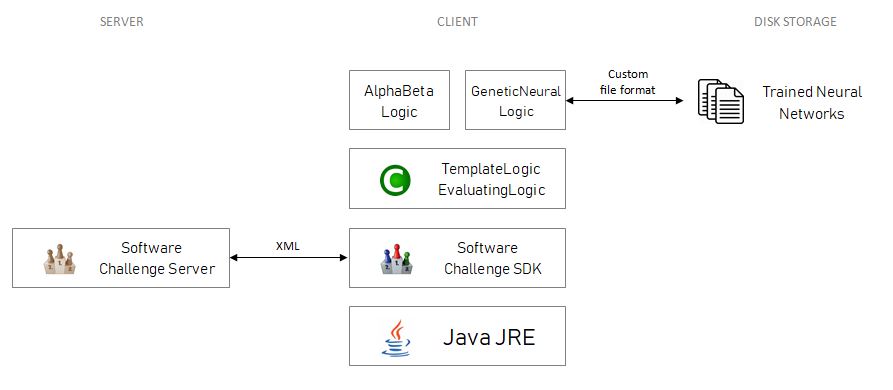 SERVER
CLIENT
DISK STORAGE
AlphaBeta
Logic
GeneticNeural
Logic
Custom
file format
Trained Neural
Networks
TemplateLogic
EvaluatingLogic
Software
Challenge Server
XML
Software
Challenge SDK
Java JRE